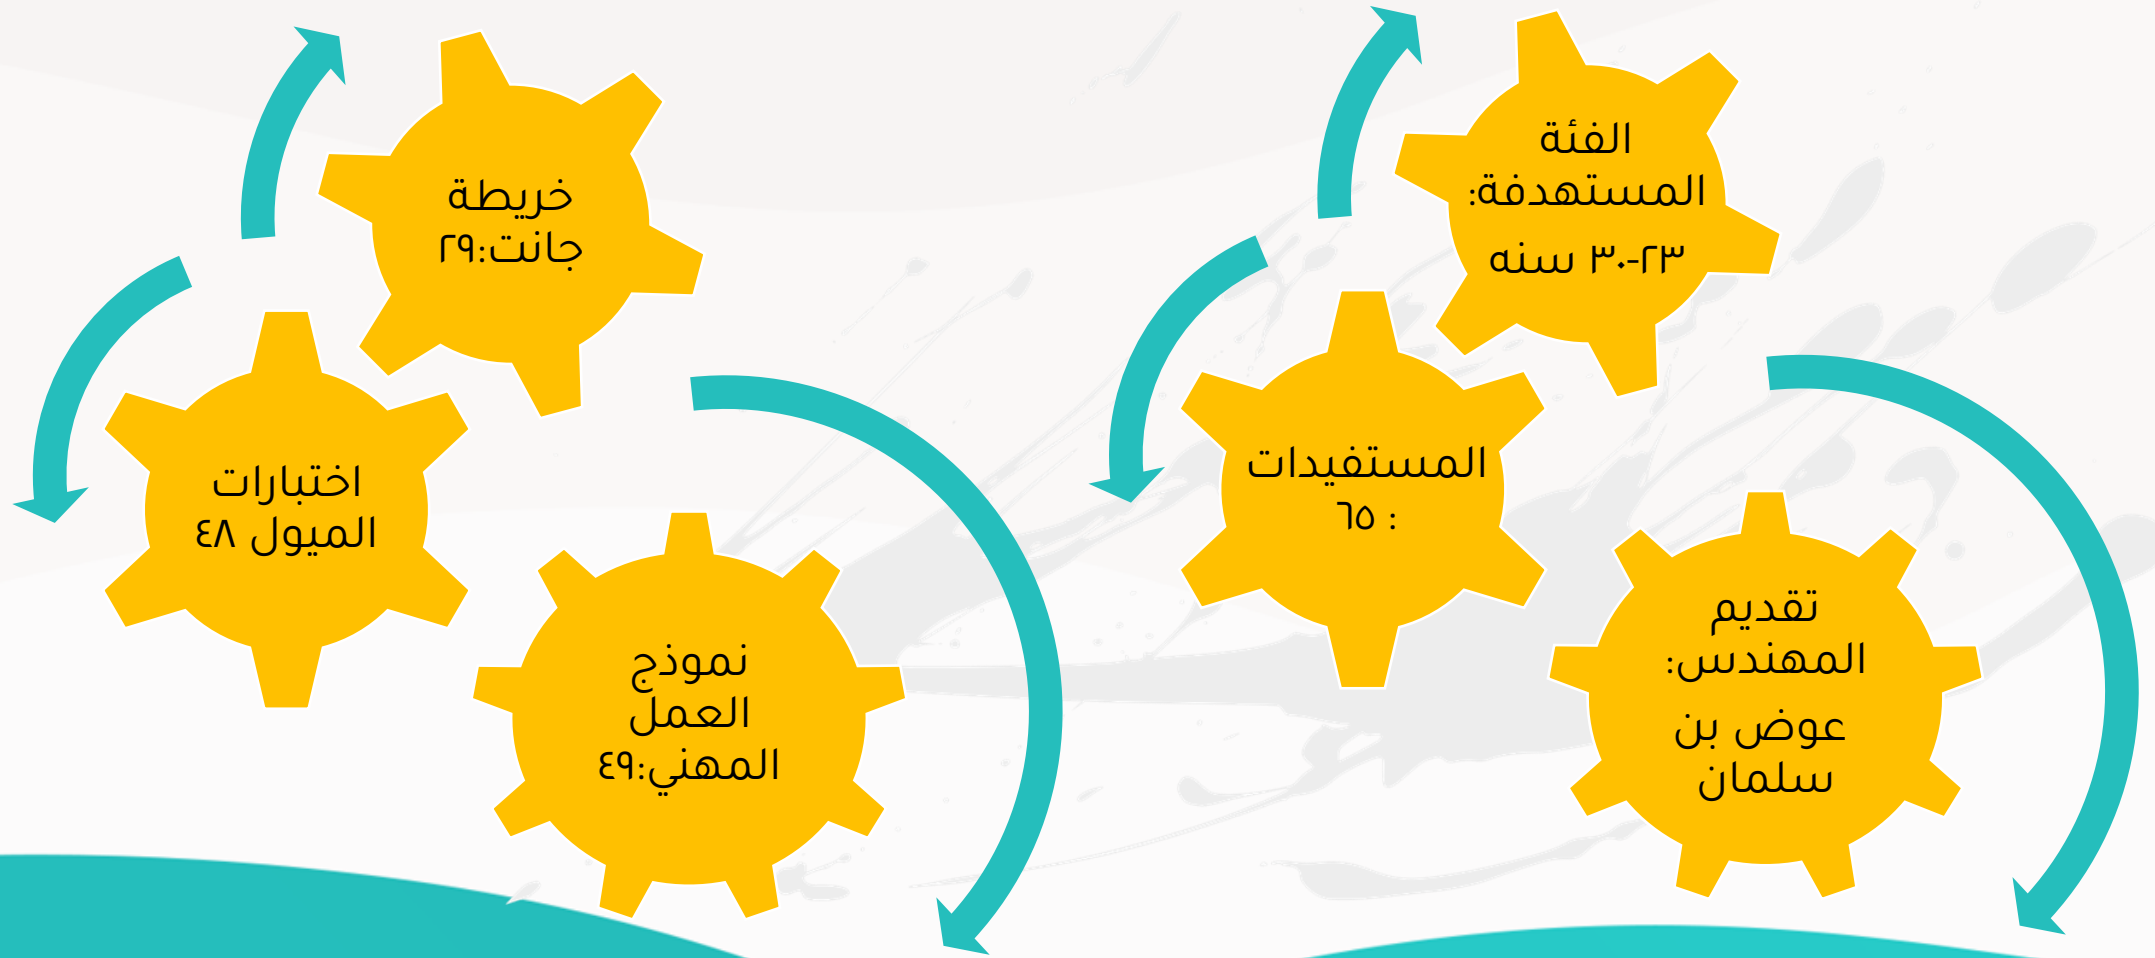 الفئة
المستهدفة:
٢٣-٣٠ سنه
المستفيدات
: ٦٥
تقديم
المهندس:
عوض بن
سلمان
خريطة
جانت:٢٩
اختبارات
الميول ٤٨
نموذج
العمل
المهني:٤٩